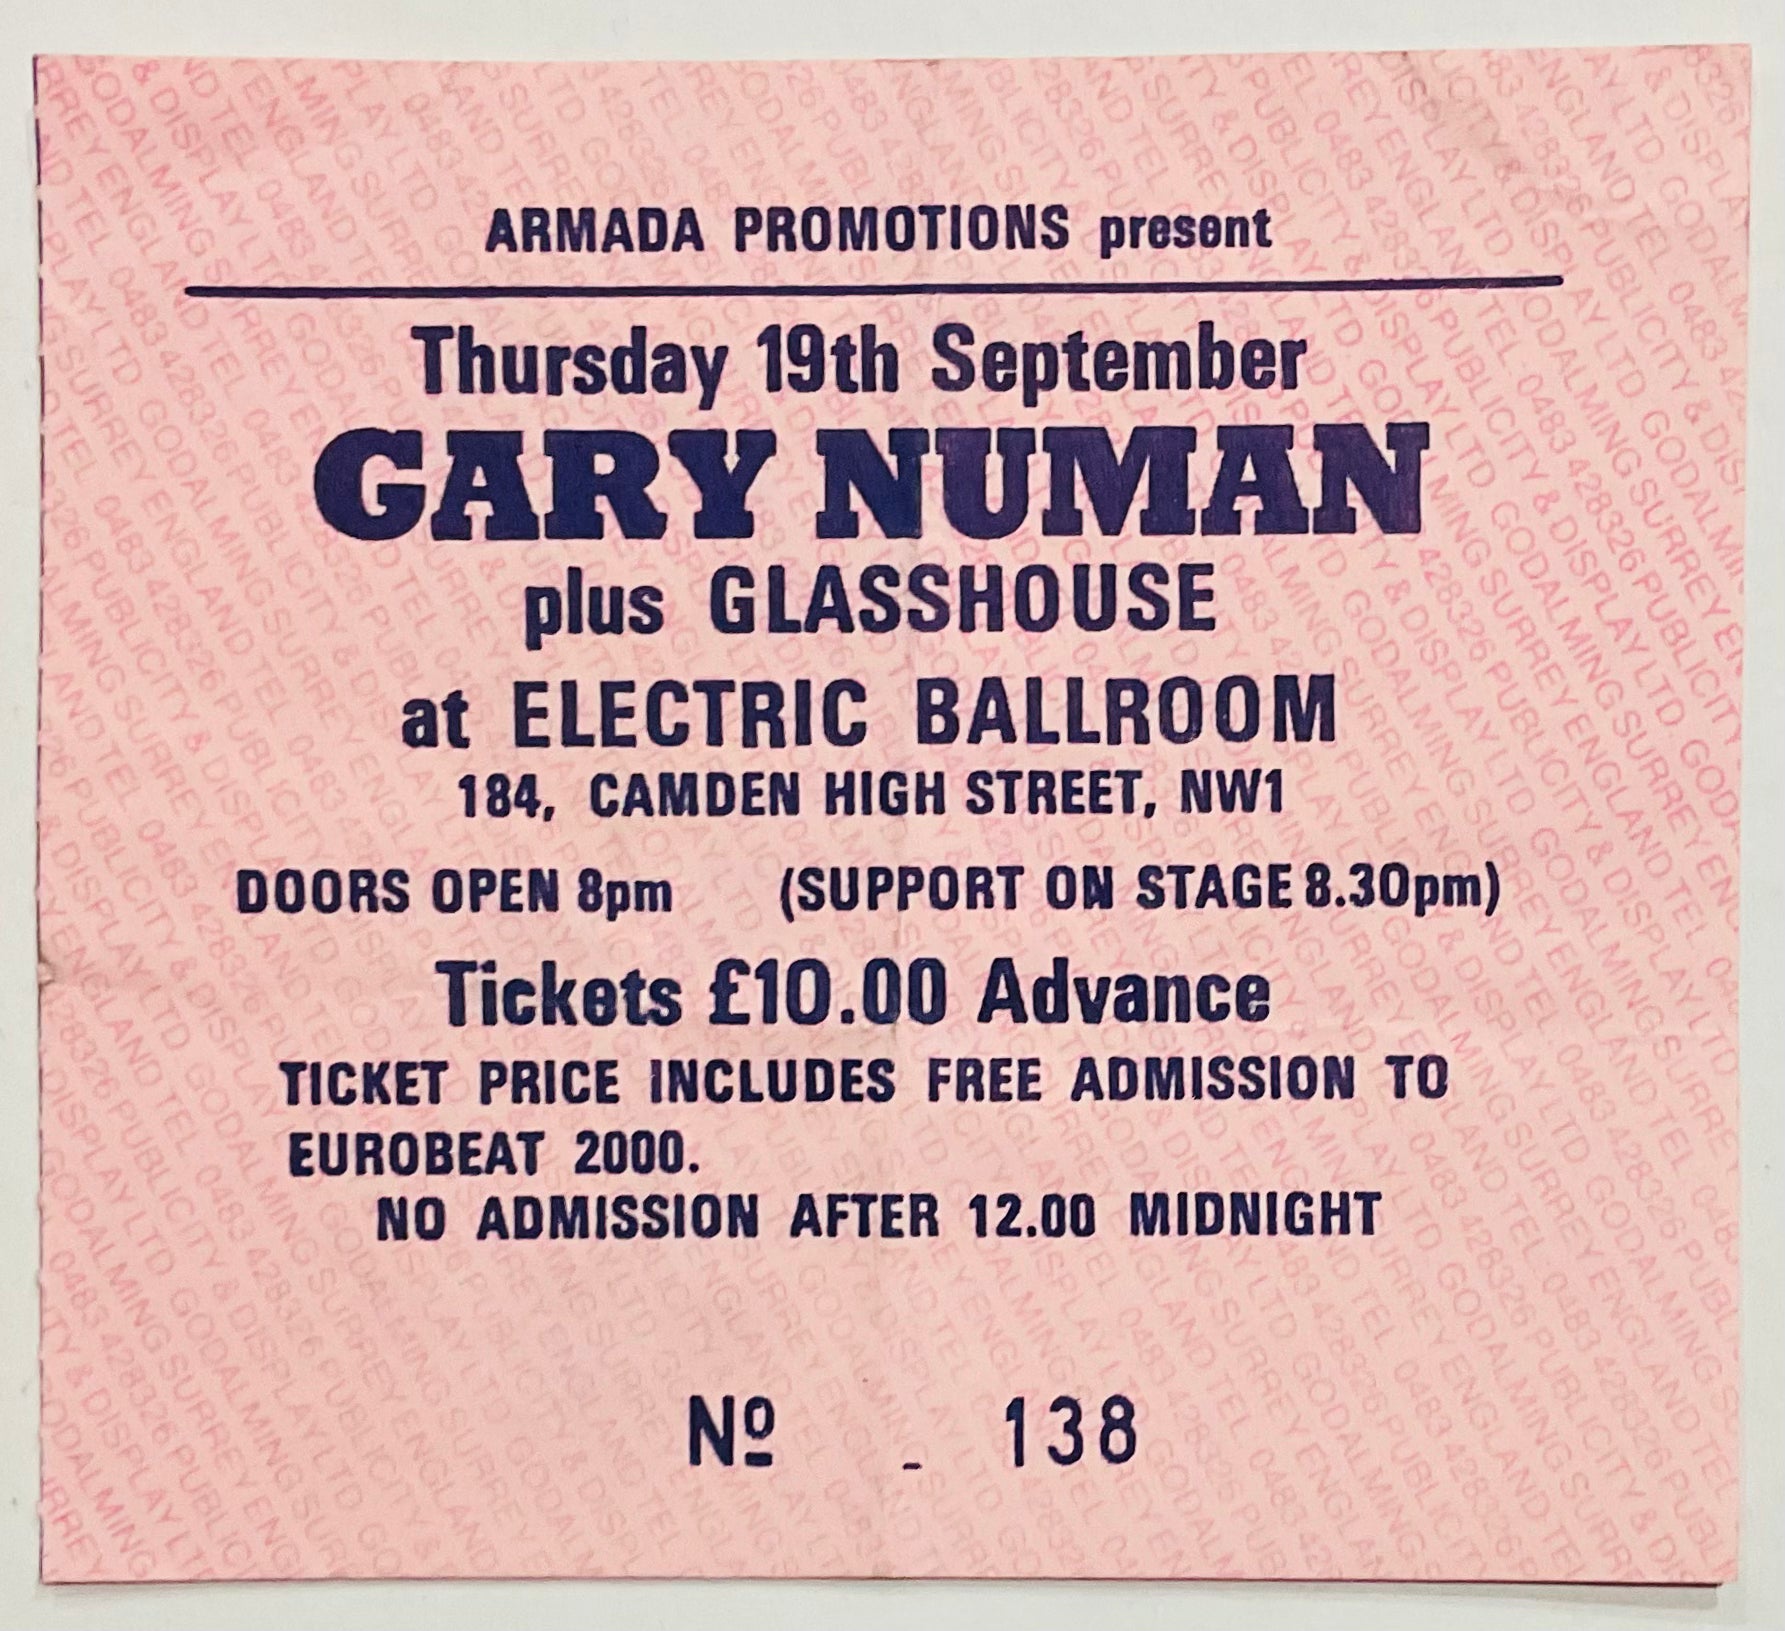 ARMADA PROMOTIONS present
Thursday 19th September
GARY NUMAN
plus GLASSHOUSE
at ELECTRIC BALLROOM
184, CAMDEN HIGH STREET, NW1
DOORS OPEN 8pm (SUPPORT ON STAGE 8.30pm)
Tickets £10.00 Advance
TICKET PRICE INCLUDES FREE ADMISSION TO
EUROBEAT 2000.
NO ADMISSION AFTER 12.00 MIDNIGHT
Nº 138